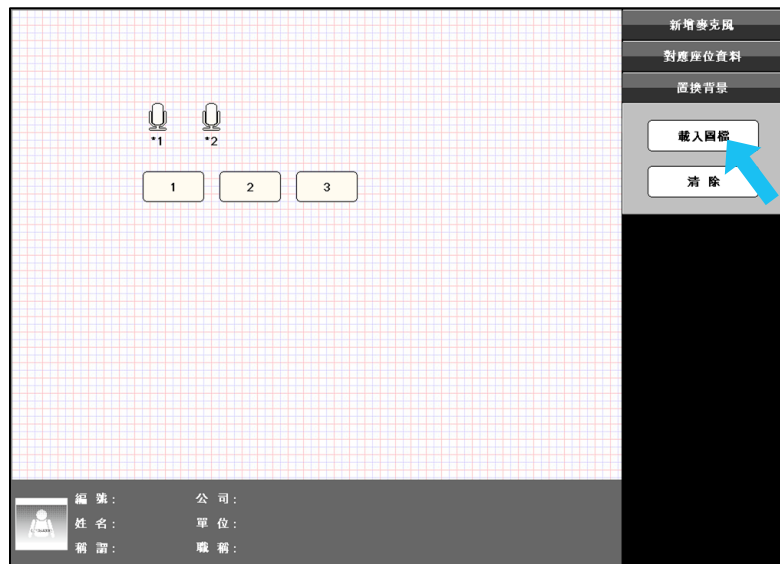 新增麥克風
對應座位資料
置換背景
載入圖檔
清 除
*1 *2
1 2 3
編 號 : 公 司 :
姓 名 : 單 位 :
稱 謂 : 職 稱 :